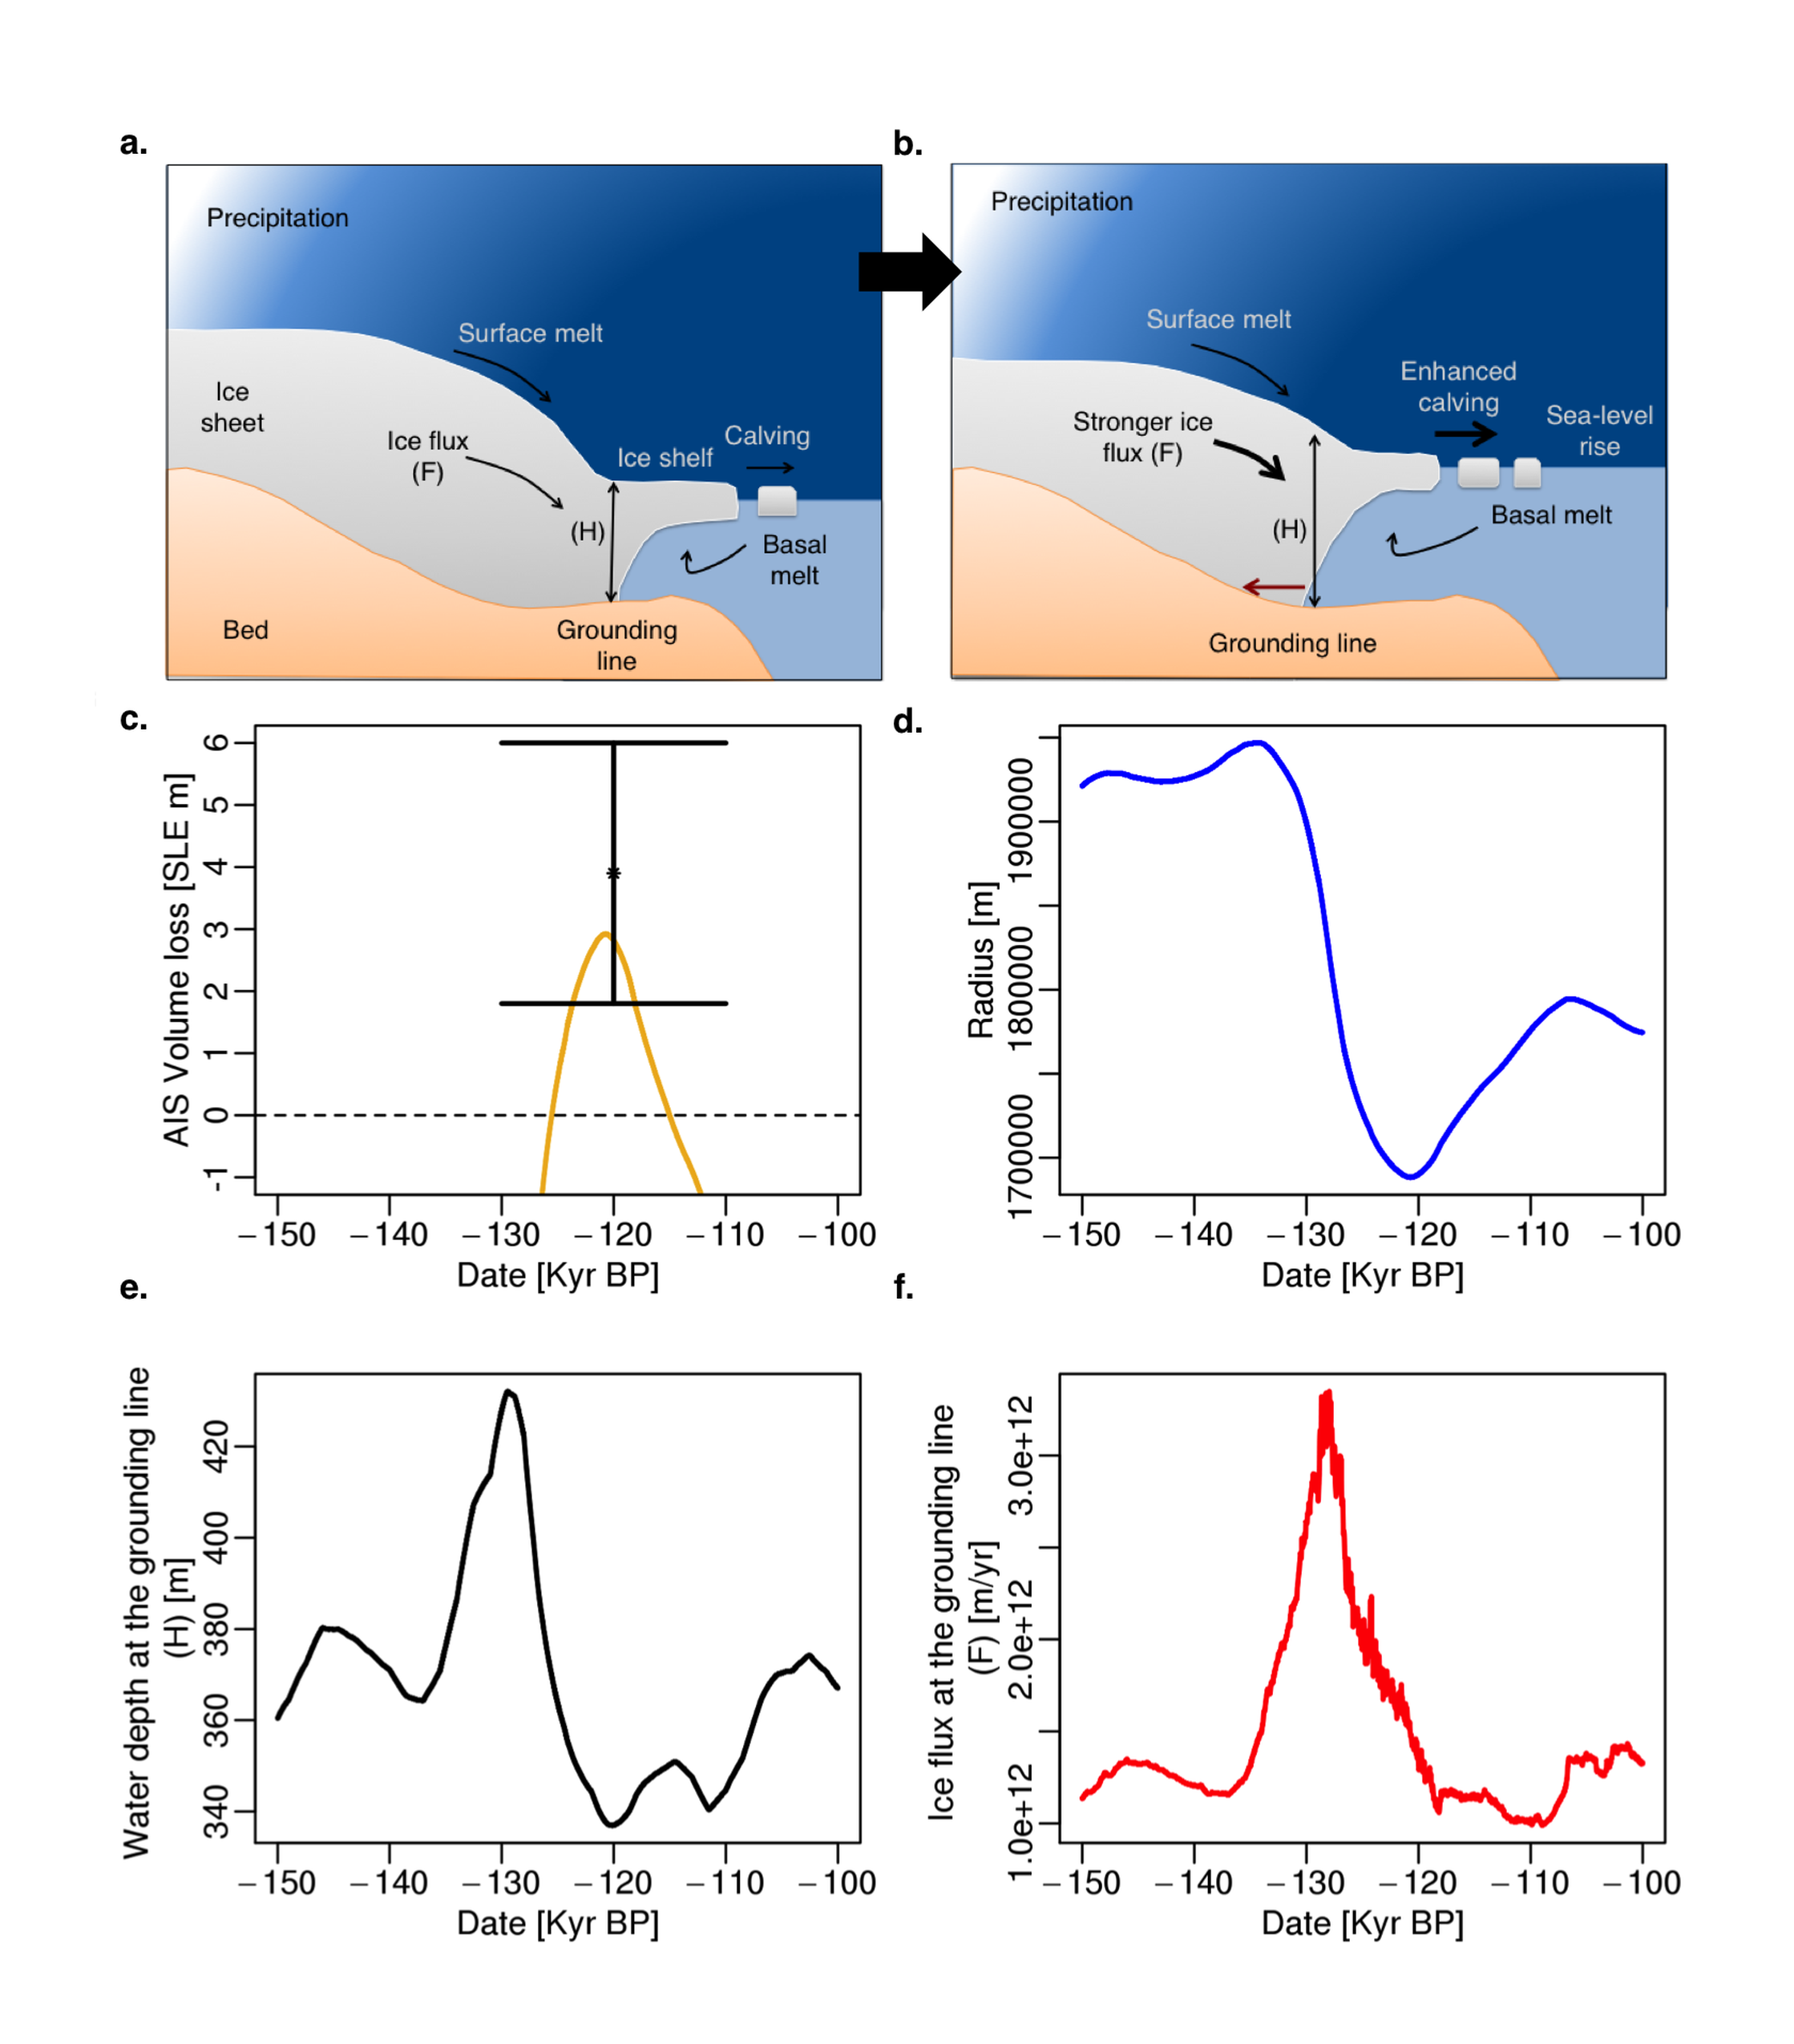 a.
Precipitation
Surface melt
Ice
sheet
Ice flux
(F)
Ice shelf
Calving
(H)
Basal
melt
Bed
Grounding
line
b.
Precipitation
Surface melt
Enhanced
calving
Stronger ice
flux (F)
Sea-level
rise
(H)
Basal melt
Grounding line
c.
AIS Volume loss [SLE m]
6
5
4
3
2
1
0
-1
−150 −140 −130 −120 −110 −100
Date [Kyr BP]
d.
Radius [m]
1900000
1800000
1700000
−150 −140 −130 −120 −110 −100
Date [Kyr BP]
e.
Water depth at the grounding line
(H) [m]
420
400
380
360
340
−150 −140 −130 −120 −110 −100
Date [Kyr BP]
f.
Ice flux at the grounding line
(F) [m/yr]
3.0e+12
2.0e+12
1.0e+12
−150 −140 −130 −120 −110 −100
Date [Kyr BP]